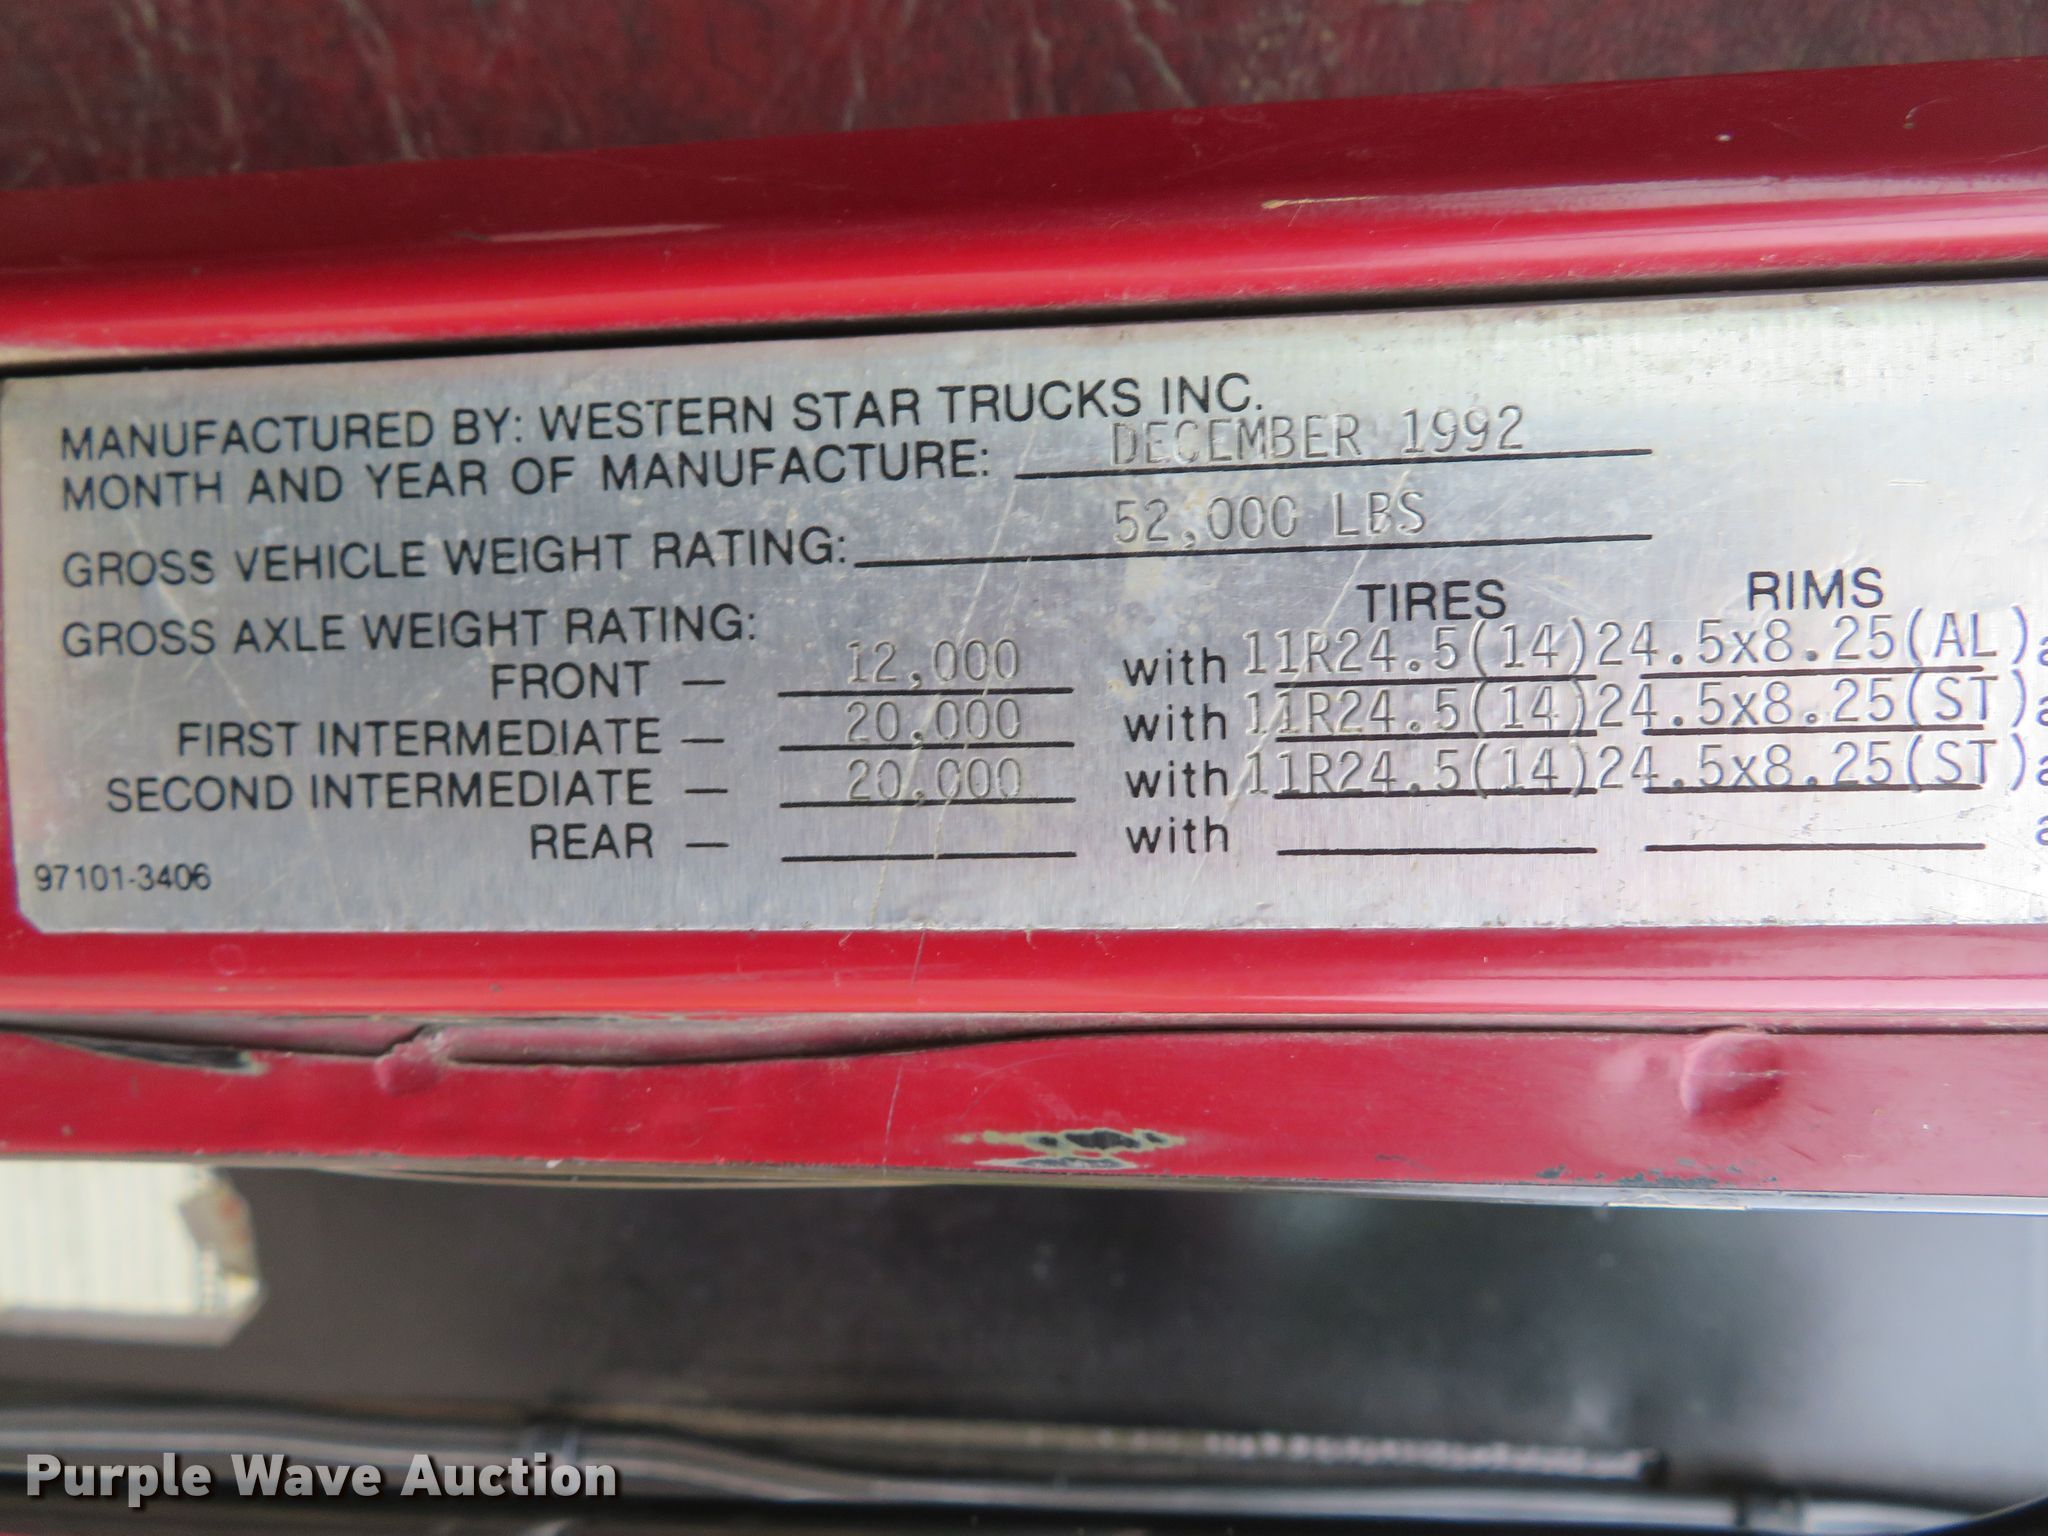 MANUFACTURED BY: WESTERN STAR TRUCKS INC.
MONTH AND YEAR OF MANUFACTURE: DECEMBER 1992
GROSS VEHICLE WEIGHT RATING: 52,000 LBS
GROSS AXLE WEIGHT RATING: TIRES RIMS
FRONT — 12,000 with 11R24.5(14)24.5x8.25(AL)a
FIRST INTERMEDIATE — 20,000 with 11R24.5(14)24.5x8.25(ST)a
SECOND INTERMEDIATE — 20,000 with 11R24.5(14)24.5x8.25(ST)a
REAR — with a
97101-3406
Purple Wave Auction